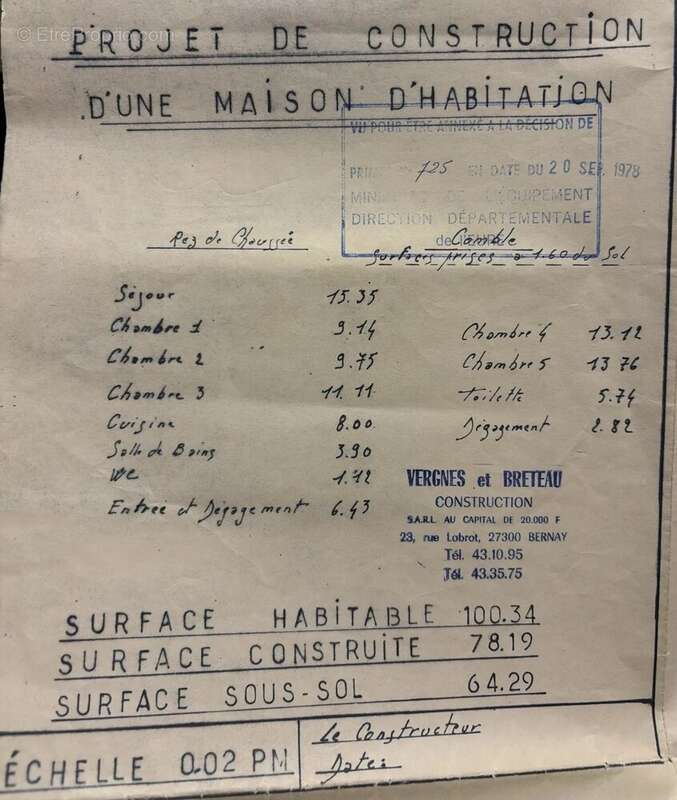 EtreProprio.com
PROJET DE CONSTRUCTION
D'UNE MAISON D'HABITATION
VU POUR ÊTRE ANNEXÉ A LA DÉCISION DE
725 EN DATE DU 20 SEP. 1978
DE L'ÉQUIPEMENT
DIRECTION DÉPARTEMENTALE
de l'EURE
Rez de Chaussée
Comble
Surfaces prises a 1.60 du Sol
Séjour 15.35
Chambre 1 9.14
Chambre 2 9.75
Chambre 3 11.11
Cuisine 8.00
Salle de Bains 3.90
WC 1.12
Entrée et Dégagement 6.43
Chambre 4 13.12
Chambre 5 13 76
Toilette 5.74
Dégagement 2.82
VERGNES et BRETEAU
CONSTRUCTION
S.A.R.L. AU CAPITAL DE 20.000 F
23, rue Lobrot, 27300 BERNAY
Tél. 43.10.95
Tél. 43.35.75
SURFACE HABITABLE 100.34
SURFACE CONSTRUITE 78.19
SURFACE SOUS-SOL 64.29
ÉCHELLE 0.02 PM
Le Constructeur
Date: